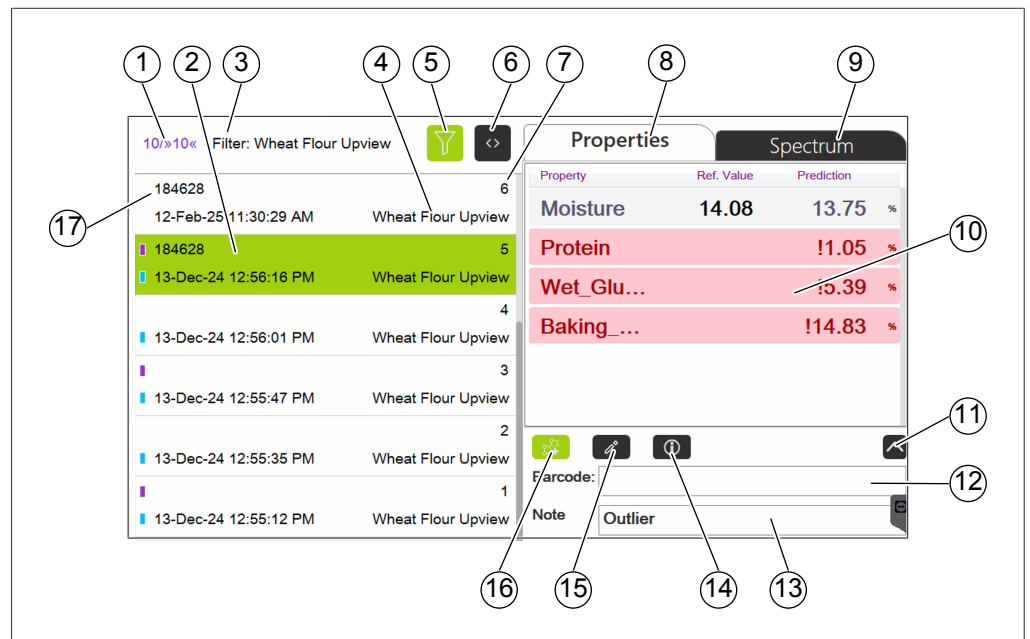 1 2 3 4 5 6 7 8 9
10/»10« Filter: Wheat Flour Upview
Properties Spectrum
Property Ref. Value Prediction
184628 6
12-Feb-25 11:30:29 AM Wheat Flour Upview
17
184628 5
13-Dec-24 12:56:16 PM Wheat Flour Upview
4
13-Dec-24 12:56:01 PM Wheat Flour Upview
3
13-Dec-24 12:55:47 PM Wheat Flour Upview
2
13-Dec-24 12:55:35 PM Wheat Flour Upview
1
13-Dec-24 12:55:12 PM Wheat Flour Upview
Moisture 14.08 13.75 %
Protein !1.05 %
10
Wet_Glu... !5.39 %
Baking_... !14.83 %
11
Barcode:
12
Note Outlier
16 15 14 13